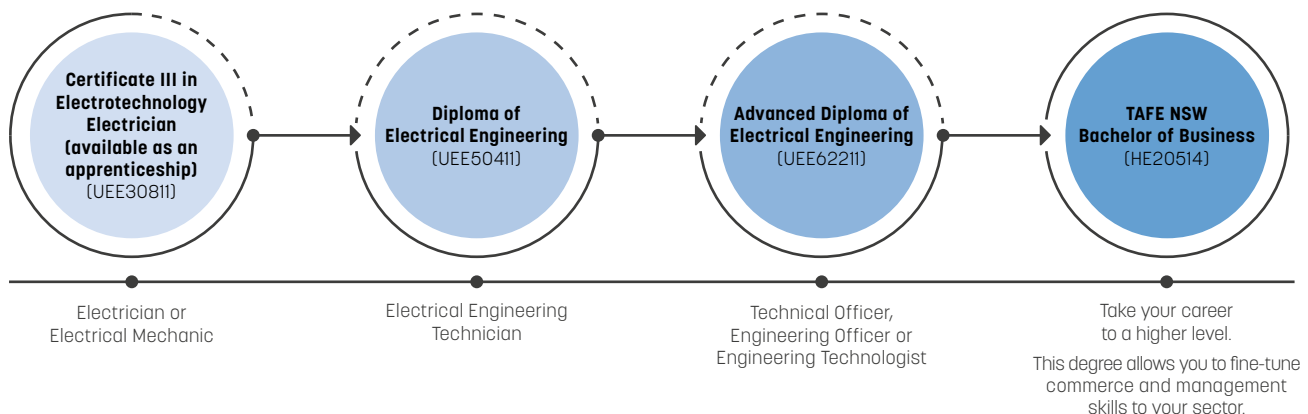 Certificate III in
Electrotechnology
Electrician
(available as an
apprenticeship)
(UEE30811)
Diploma of
Electrical Engineering
(UEE50411)
Advanced Diploma of
Electrical Engineering
(UEE62211)
TAFE NSW
Bachelor of Business
(HE20514)
Electrician or
Electrical Mechanic
Electrical Engineering
Technician
Technical Officer,
Engineering Officer or
Engineering Technologist
Take your career
to a higher level.
This degree allows you to fine-tune
commerce and management
skills to your sector.